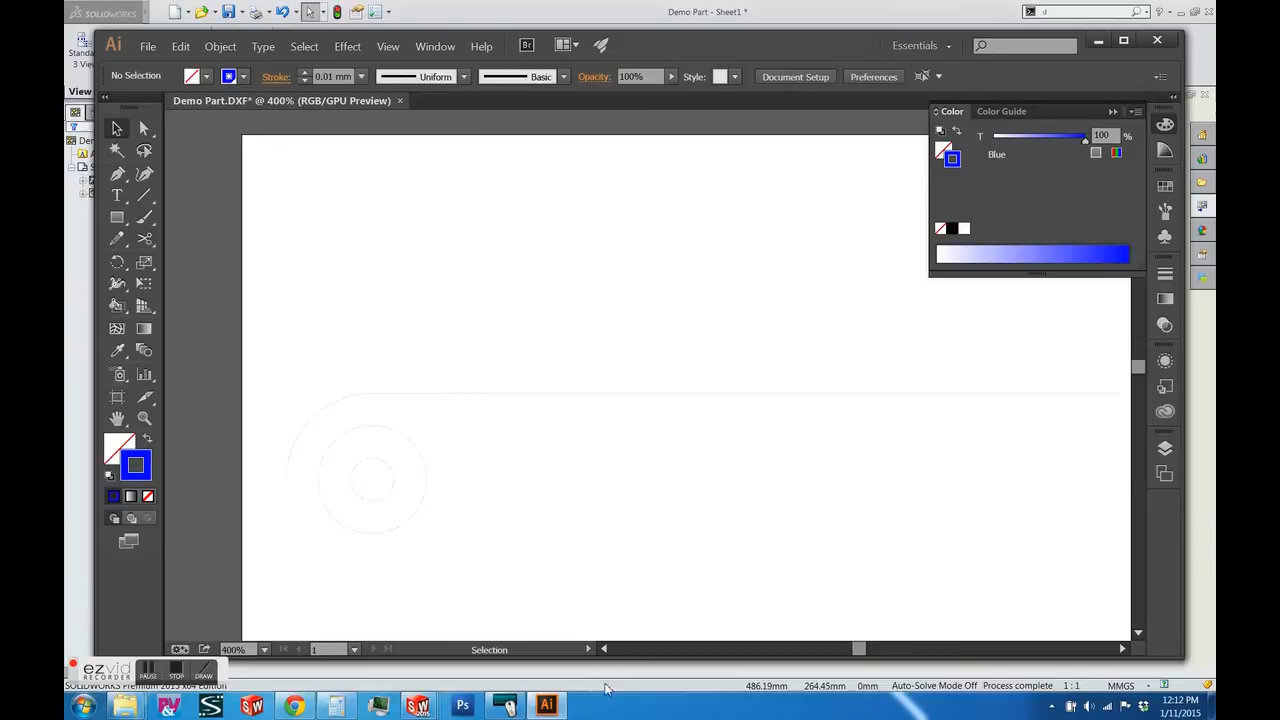 SOLIDWORKS
Demo Part - Sheet1 *
d
Standa
3 View
View
De
Ai File Edit Object Type Select Effect View Window Help Br Essentials
No Selection Stroke: 0.01 mm Uniform Basic Opacity: 100% Style: Document Setup Preferences
Demo Part.DXF* @ 400% (RGB/GPU Preview) ×
Color Color Guide
T 100 %
Blue
400% 1 Selection
ezvid
RECORDER
PAUSE STOP DRAW
SOLIDWORKS Premium 2015 x64 Edition
486.19mm 264.45mm 0mm Auto-Solve Mode Off Process complete 1 : 1 MMGS
12:12 PM
1/11/2015